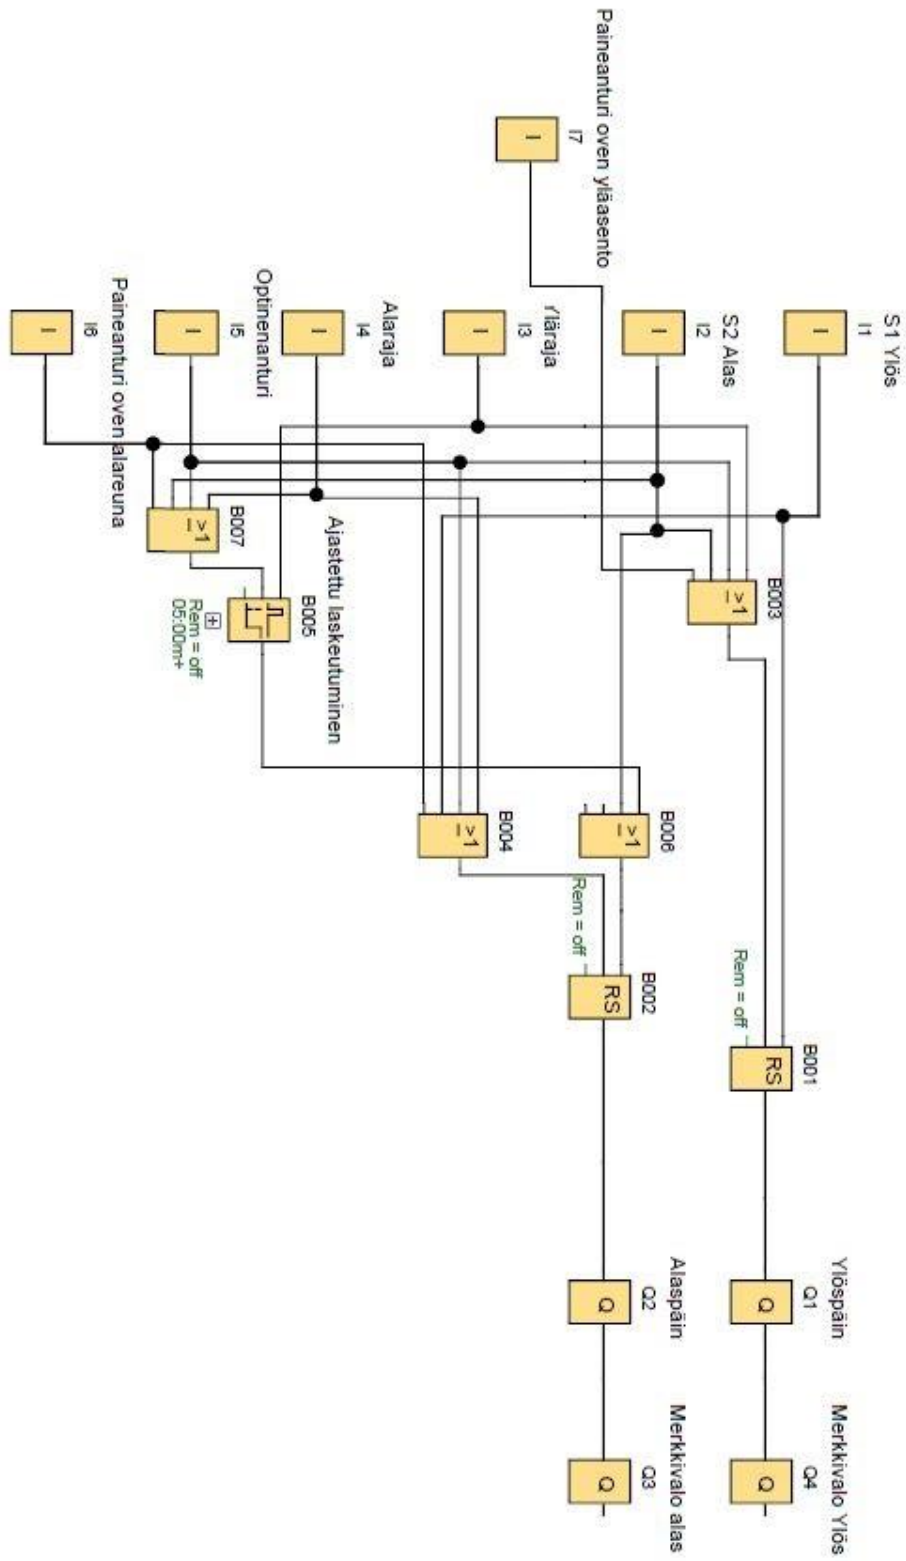 S1 Ylös
I1
I
S2 Alas
I2
I
Yläraja
I3
I
Alaraja
I4
I
Optinenanturi
I5
I
Paineanturi oven alareuna
I6
I
Paineanturi oven yläasento
I7
I
B003
≥1
B007
≥1
Ajastettu laskeutuminen
B005
+
Rem = off
05:00m+
B006
≥1
B004
≥1
B001
RS
Rem = off
B002
RS
Rem = off
Ylöspäin
Q1
Q
Merkkivalo Ylös
Q4
Q
Alaspäin
Q2
Q
Merkkivalo alas
Q3
Q